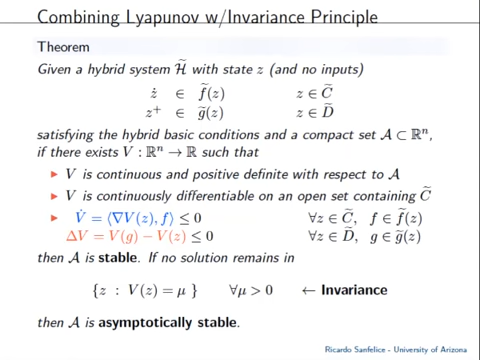 Combining Lyapunov w/Invariance Principle
Theorem
Given a hybrid system H̃ with state z (and no inputs)
ż ∈ f̃(z) z ∈ C̃
z⁺ ∈ g̃(z) z ∈ D̃
satisfying the hybrid basic conditions and a compact set A ⊂ ℝⁿ,
if there exists V : ℝⁿ → ℝ such that
▶ V is continuous and positive definite with respect to A
▶ V is continuously differentiable on an open set containing C̃
▶ V̇ = ⟨∇V(z), f⟩ ≤ 0 ∀z ∈ C̃, f ∈ f̃(z)
ΔV = V(g) − V(z) ≤ 0 ∀z ∈ D̃, g ∈ g̃(z)
then A is stable. If no solution remains in
{z : V(z) = μ } ∀μ > 0 ← Invariance
then A is asymptotically stable.
Ricardo Sanfelice - University of Arizona